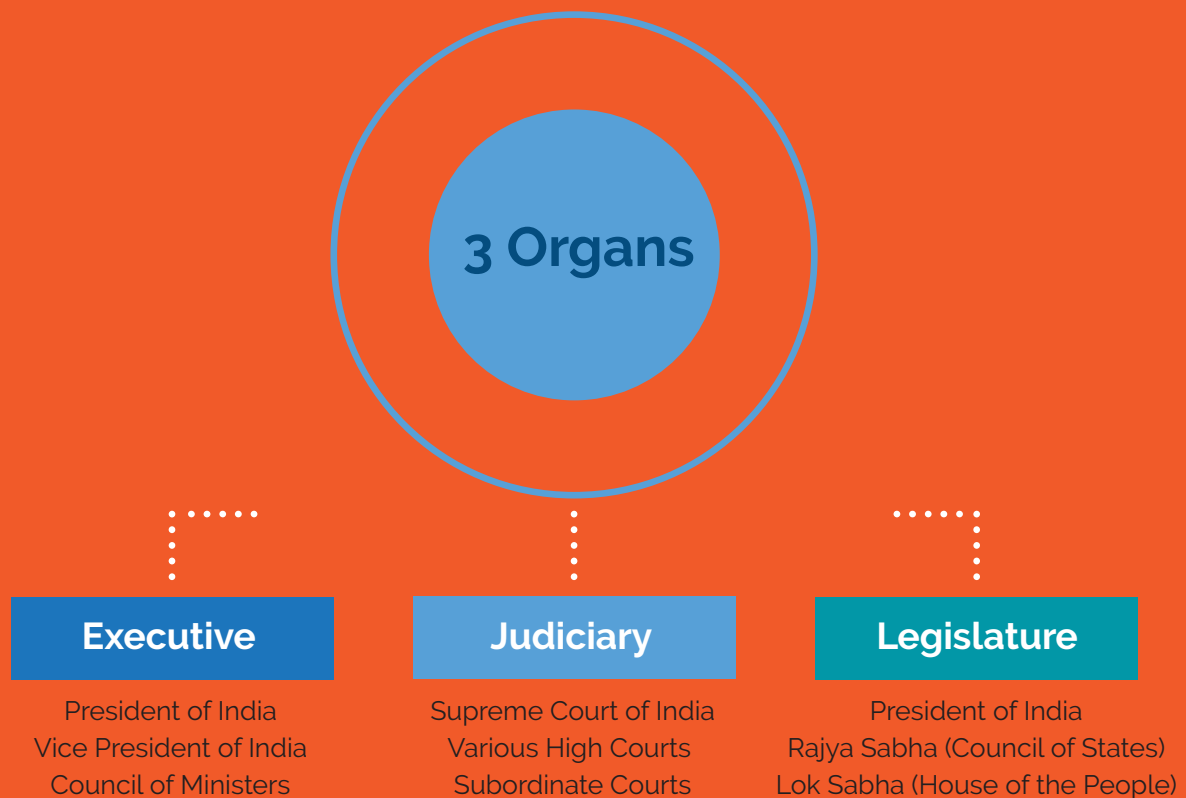 3 Organs
Executive
President of India
Vice President of India
Council of Ministers
Judiciary
Supreme Court of India
Various High Courts
Subordinate Courts
Legislature
President of India
Rajya Sabha (Council of States)
Lok Sabha (House of the People)